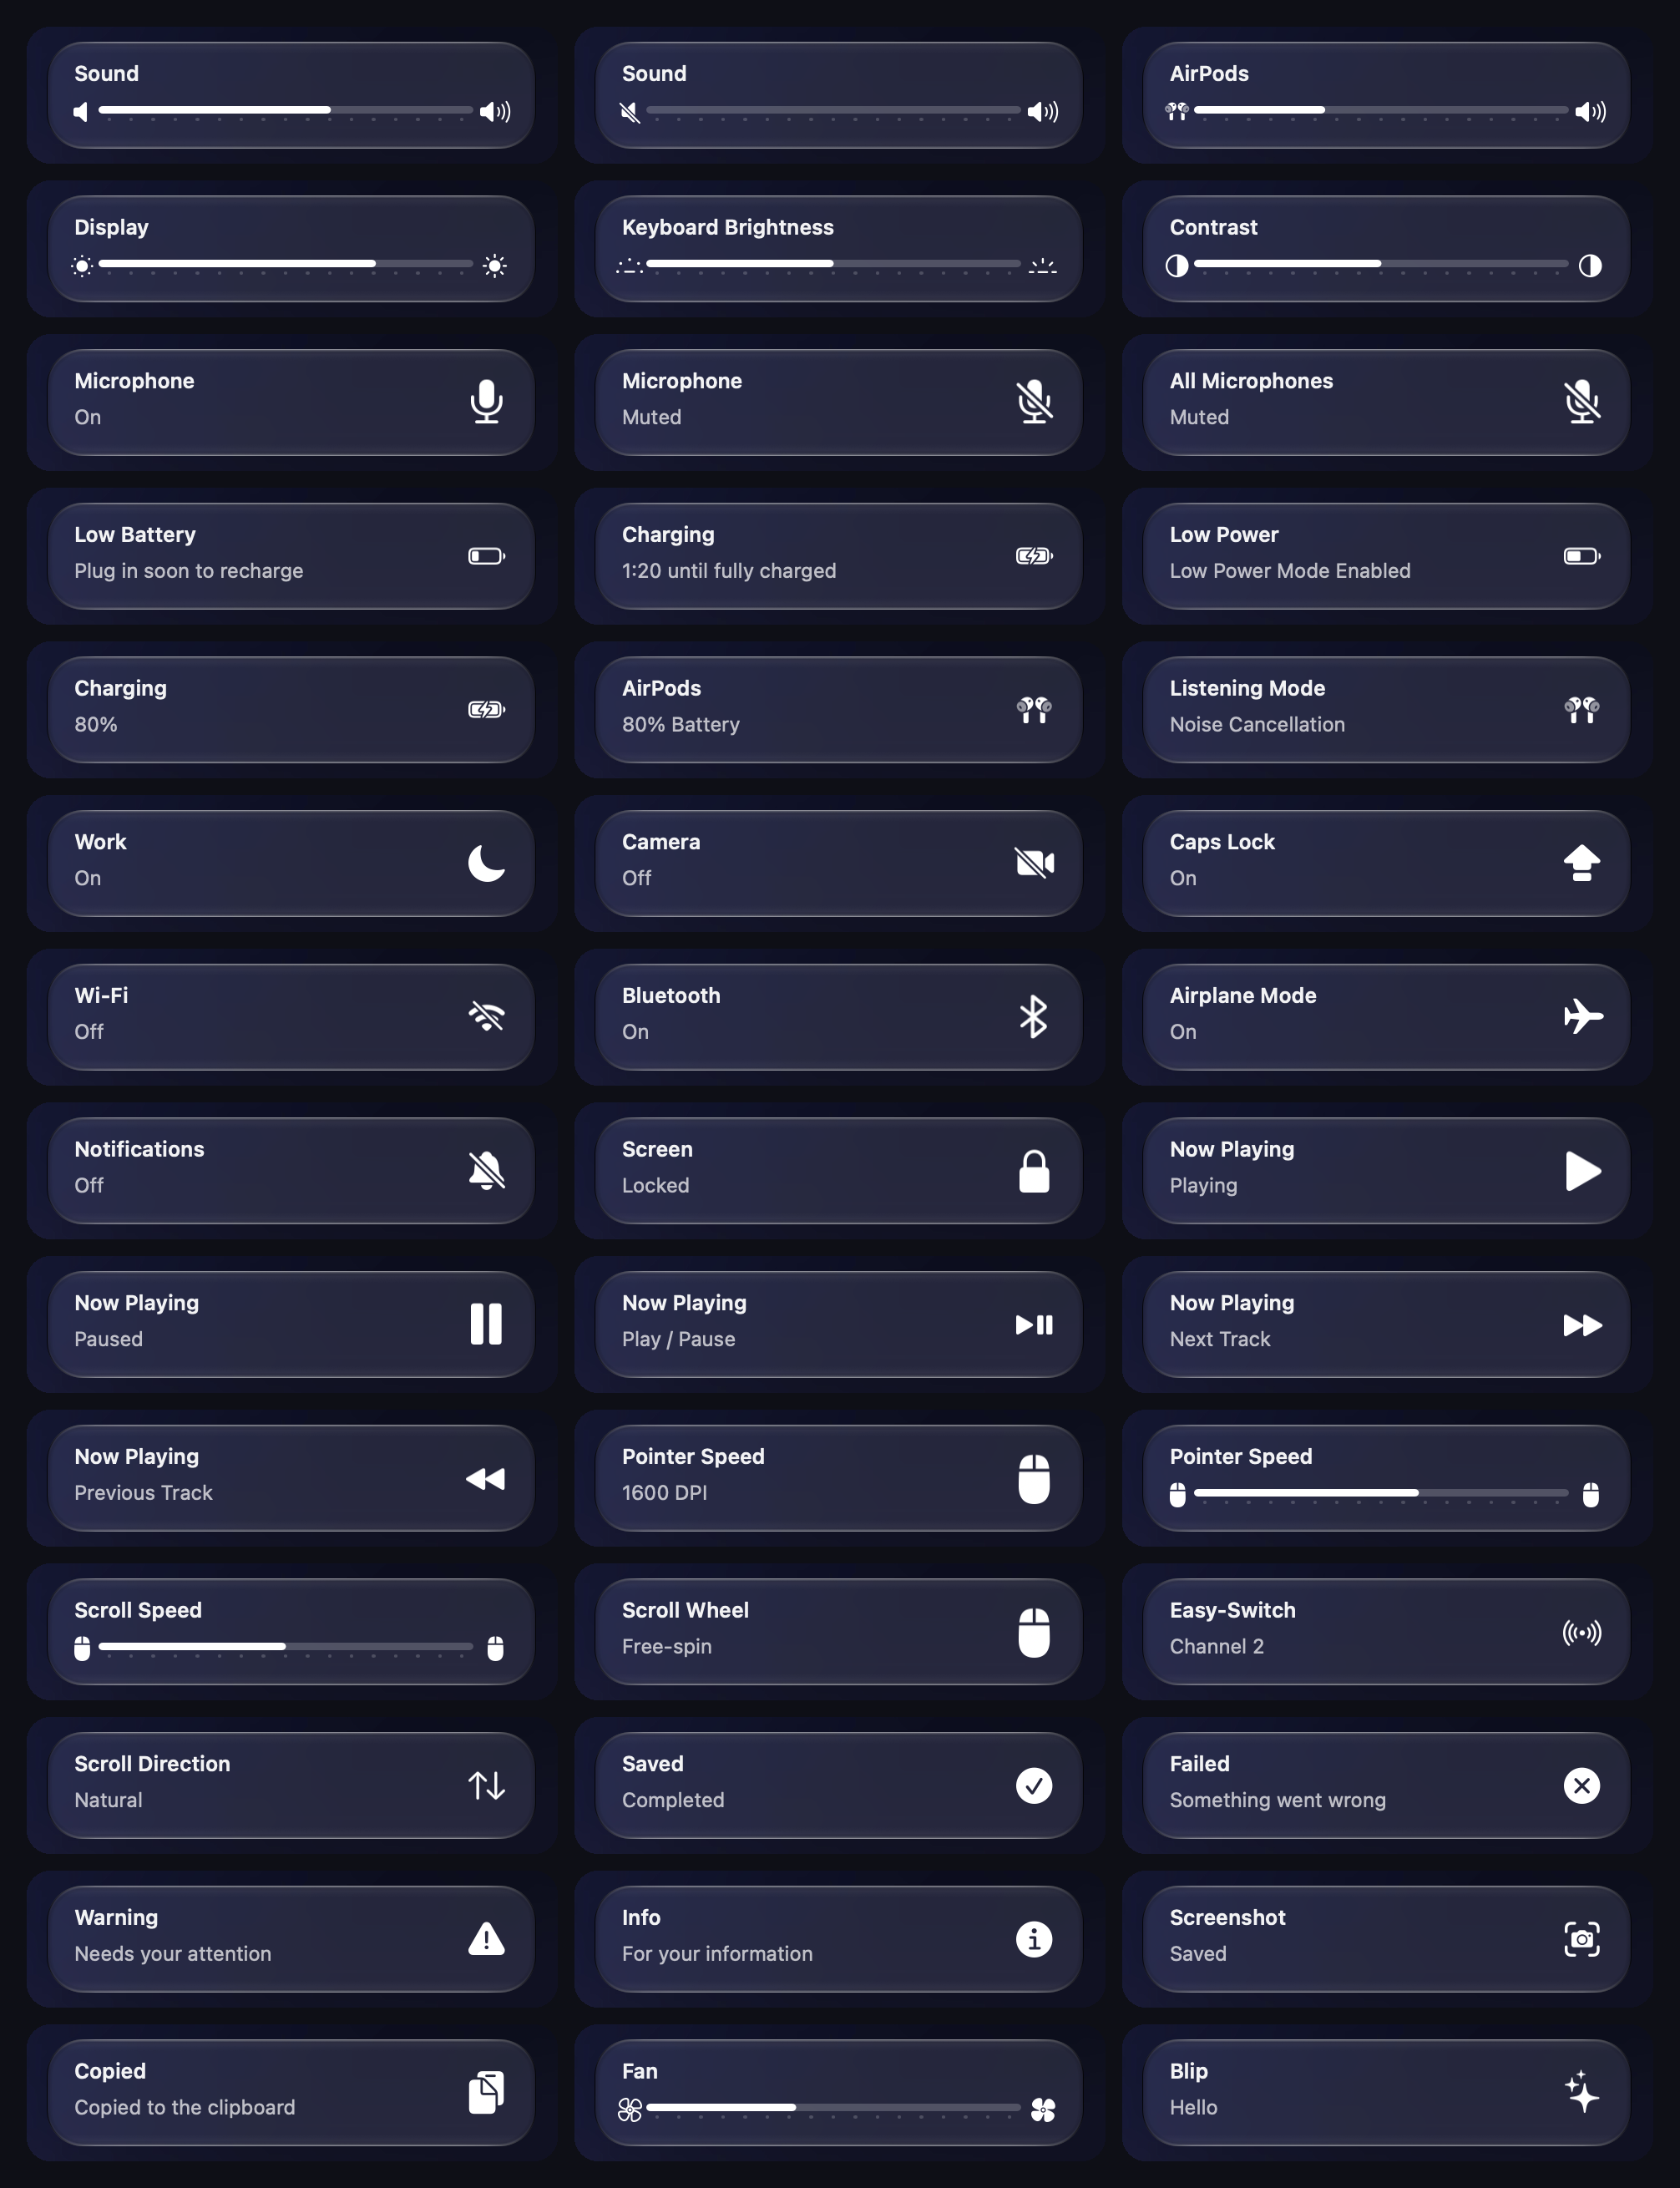 Sound
Sound
AirPods
Display
Keyboard Brightness
Contrast
Microphone
On
Microphone
Muted
All Microphones
Muted
Low Battery
Plug in soon to recharge
Charging
1:20 until fully charged
Low Power
Low Power Mode Enabled
Charging
80%
AirPods
80% Battery
Listening Mode
Noise Cancellation
Work
On
Camera
Off
Caps Lock
On
Wi-Fi
Off
Bluetooth
On
Airplane Mode
On
Notifications
Off
Screen
Locked
Now Playing
Playing
Now Playing
Paused
Now Playing
Play / Pause
Now Playing
Next Track
Now Playing
Previous Track
Pointer Speed
1600 DPI
Pointer Speed
Scroll Speed
Scroll Wheel
Free-spin
Easy-Switch
Channel 2
Scroll Direction
Natural
Saved
Completed
Failed
Something went wrong
Warning
Needs your attention
Info
For your information
Screenshot
Saved
Copied
Copied to the clipboard
Fan
Blip
Hello